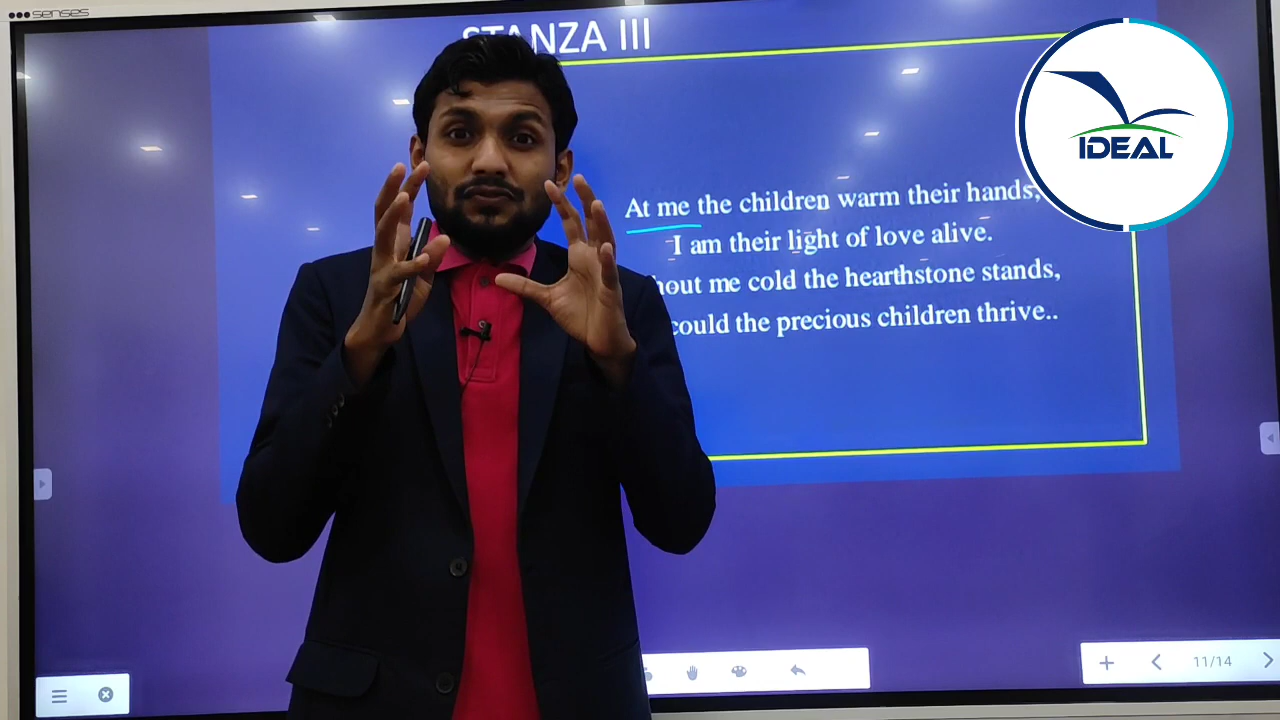 senses
STANZA III
IDEAL
At me the children warm their hands,
I am their light of love alive.
me cold the hearthstone stands,
could the precious children thrive..
11/14